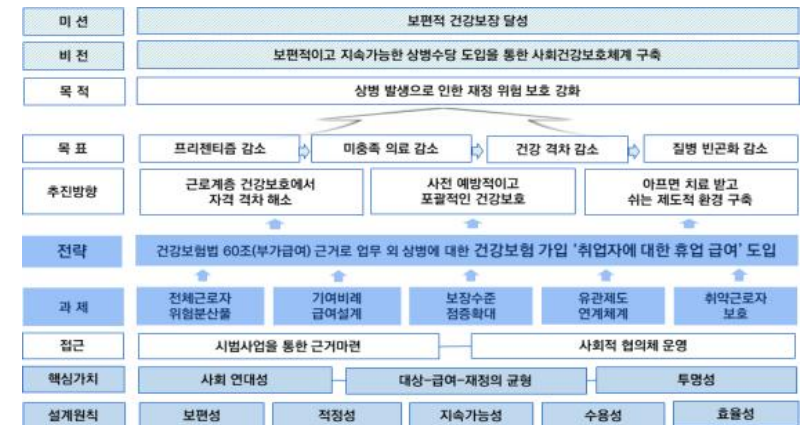 미 션
보편적 건강보장 달성
비 전
보편적이고 지속가능한 상병수당 도입을 통한 사회건강보호체계 구축
목 적
상병 발생으로 인한 재정 위험 보호 강화
목 표
프리젠티즘 감소
미충족 의료 감소
건강 격차 감소
질병 빈곤화 감소
추진방향
근로계층 건강보호에서
자격 격차 해소
사전 예방적이고
포괄적인 건강보호
아프면 치료 받고
쉬는 제도적 환경 구축
전략
건강보험법 60조(부가급여) 근거로 업무 외 상병에 대한 건강보험 가입 '취업자에 대한 휴업 급여' 도입
과 제
전체근로자
위험분산풀
기여비례
급여설계
보장수준
점증확대
유관제도
연계체계
취약근로자
보호
접근
시범사업을 통한 근거마련
사회적 협의체 운영
핵심가치
사회 연대성
대상-급여-재정의 균형
투명성
설계원칙
보편성
적정성
지속가능성
수용성
효율성